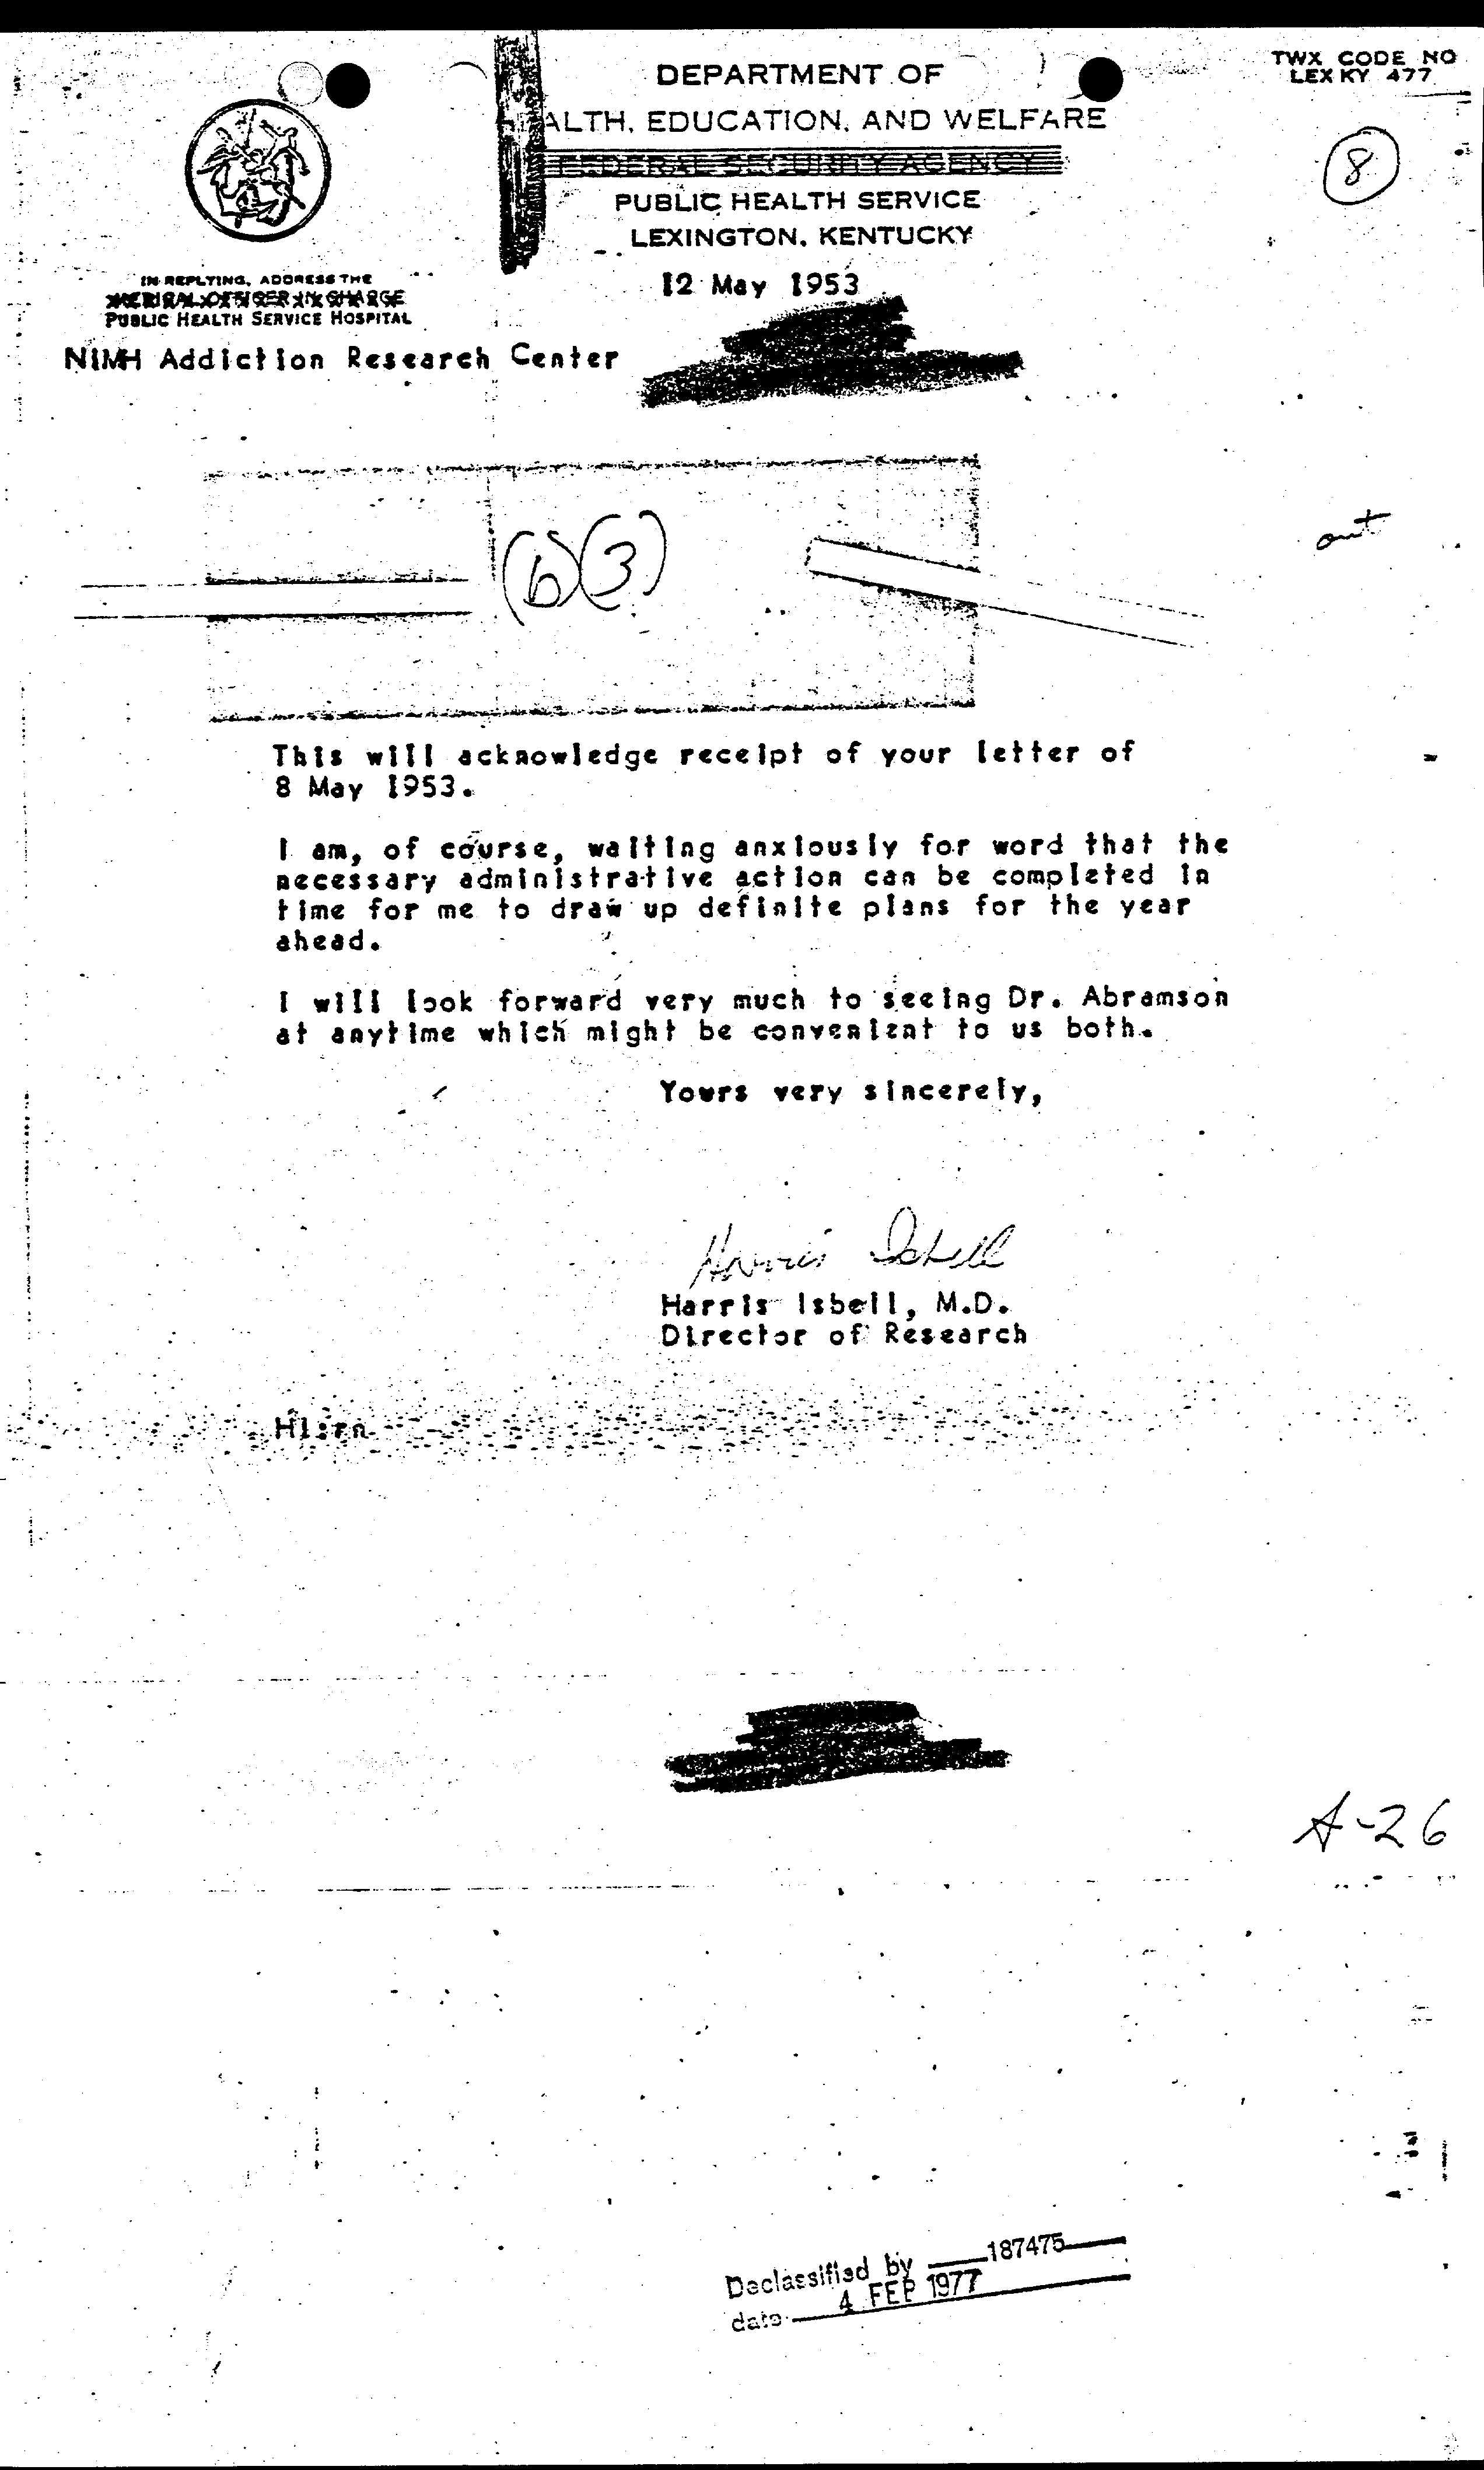 TWX CODE NO
LEX KY 477
8
DEPARTMENT OF
HEALTH, EDUCATION, AND WELFARE
FEDERAL SECURITY AGENCY
PUBLIC HEALTH SERVICE
LEXINGTON, KENTUCKY
IN REPLYING, ADDRESS THE
MEDICAL OFFICER IN CHARGE
PUBLIC HEALTH SERVICE HOSPITAL
12 May 1953
NIMH Addiction Research Center
(b)(3)
out
This will acknowledge receipt of your letter of
8 May 1953.
I am, of course, waiting anxiously for word that the
necessary administrative action can be completed in
time for me to draw up definite plans for the year
ahead.
I will look forward very much to seeing Dr. Abramson
at anytime which might be convenient to us both.
Yours very sincerely,
Harris Isbell
Harris Isbell, M.D.
Director of Research
HI:rn
A-26
Declassified by 187475
date 4 FEB 1977